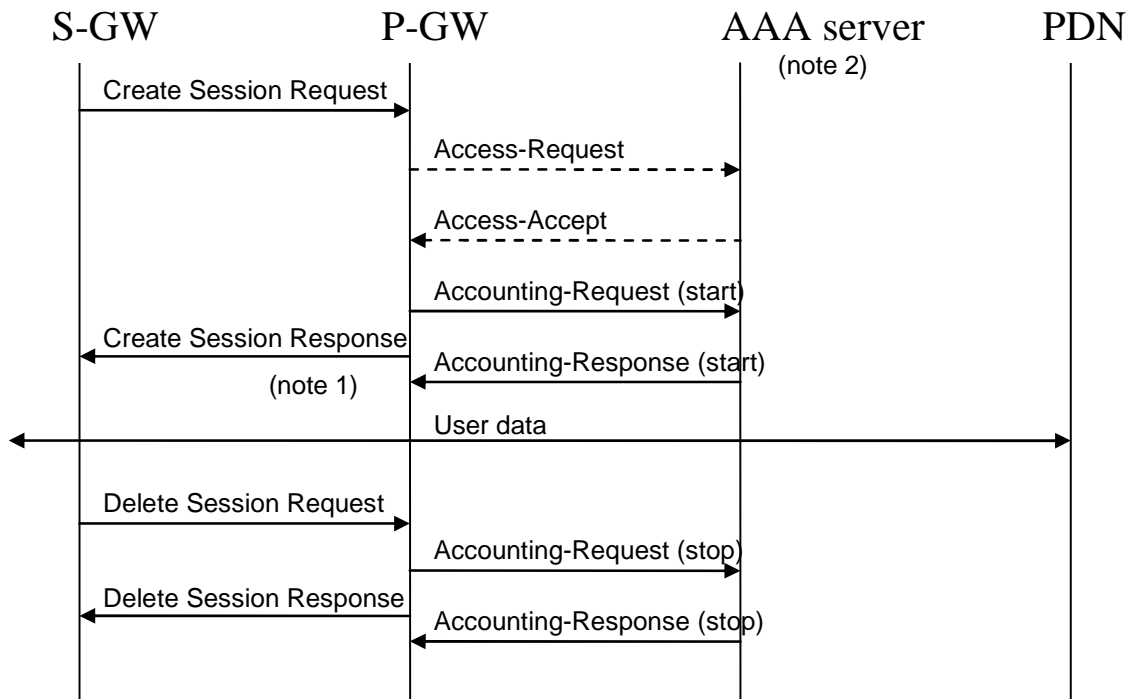 S-GW P-GW AAA server PDN
(note 2)
Create Session Request
Access-Request
Access-Accept
Accounting-Request (start)
Create Session Response
Accounting-Response (start)
(note 1)
User data
Delete Session Request
Accounting-Request (stop)
Delete Session Response
Accounting-Response (stop)